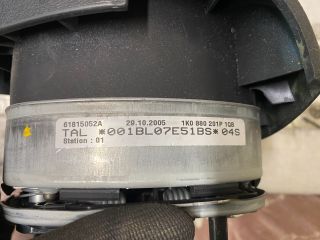 61815052A 29.10.2005 1K0 880 201P 1QB
TAL *001BL07E51BS* 04S
Station : 01